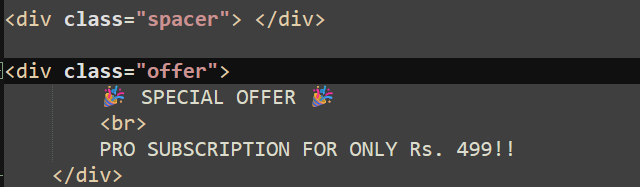 <div class="spacer"> </div>
<div class="offer">
🎉 SPECIAL OFFER 🎉
<br>
PRO SUBSCRIPTION FOR ONLY Rs. 499!!
</div>